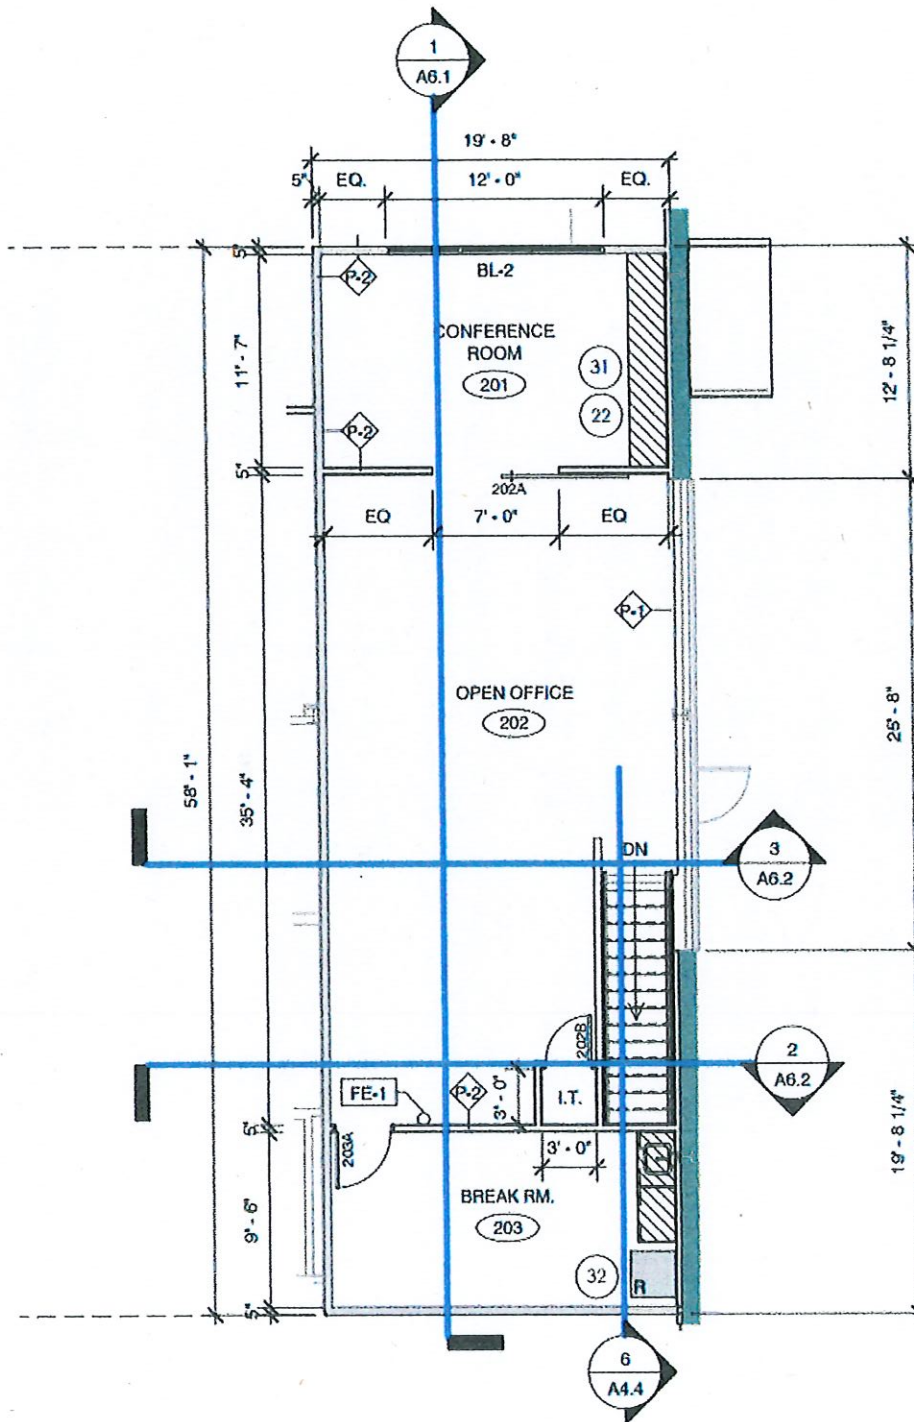 1
A6.1
19' - 8"
5" EQ. 12' - 0" EQ.
5"
P-2
BL-2
CONFERENCE
ROOM
201
31
22
11' - 7"
12' - 8 1/4"
P-2
5"
202A
EQ 7' - 0" EQ
P-1
OPEN OFFICE
202
58' - 1"
35' - 4"
25' - 8"
DN
3
A6.2
202B
2
A6.2
FE-1
P-2
3' - 0"
I.T.
5"
203A
3' - 0"
19' - 8 1/4"
BREAK RM.
203
9' - 6"
32
R
5"
6
A4.4